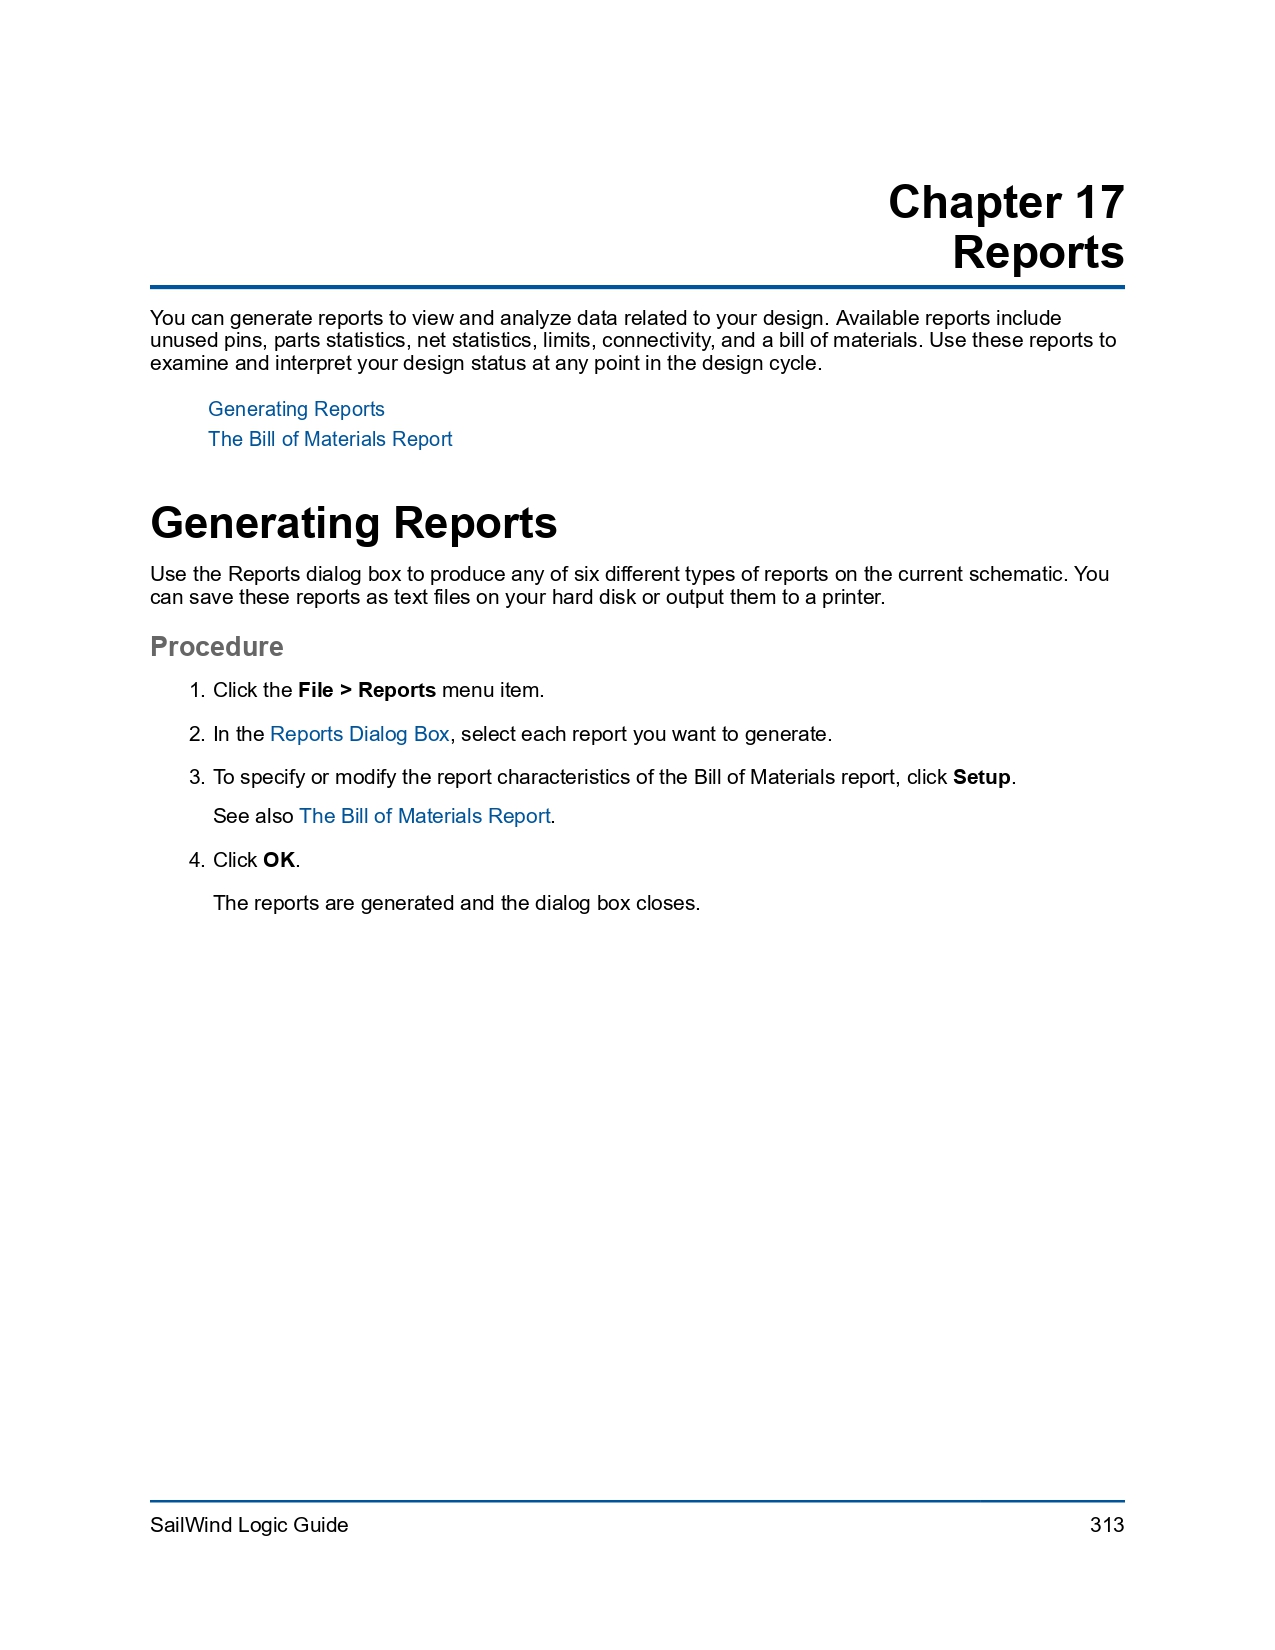 Chapter 17
Reports
You can generate reports to view and analyze data related to your design. Available reports include
unused pins, parts statistics, net statistics, limits, connectivity, and a bill of materials. Use these reports to
examine and interpret your design status at any point in the design cycle.
Generating Reports
The Bill of Materials Report
Generating Reports
Use the Reports dialog box to produce any of six different types of reports on the current schematic. You
can save these reports as text files on your hard disk or output them to a printer.
Procedure
1. Click the File > Reports menu item.
2. In the Reports Dialog Box, select each report you want to generate.
3. To specify or modify the report characteristics of the Bill of Materials report, click Setup.
See also The Bill of Materials Report.
4. Click OK.
The reports are generated and the dialog box closes.
SailWind Logic Guide 313